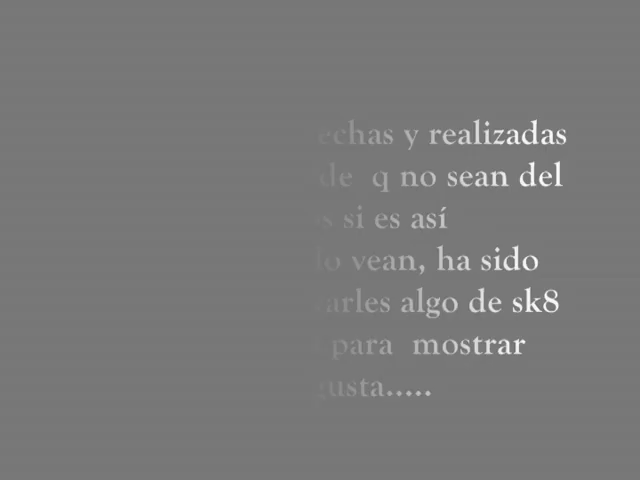 echas y realizadas
de q no sean del
s si es así
lo vean, ha sido
arles algo de sk8
para mostrar
gusta.....